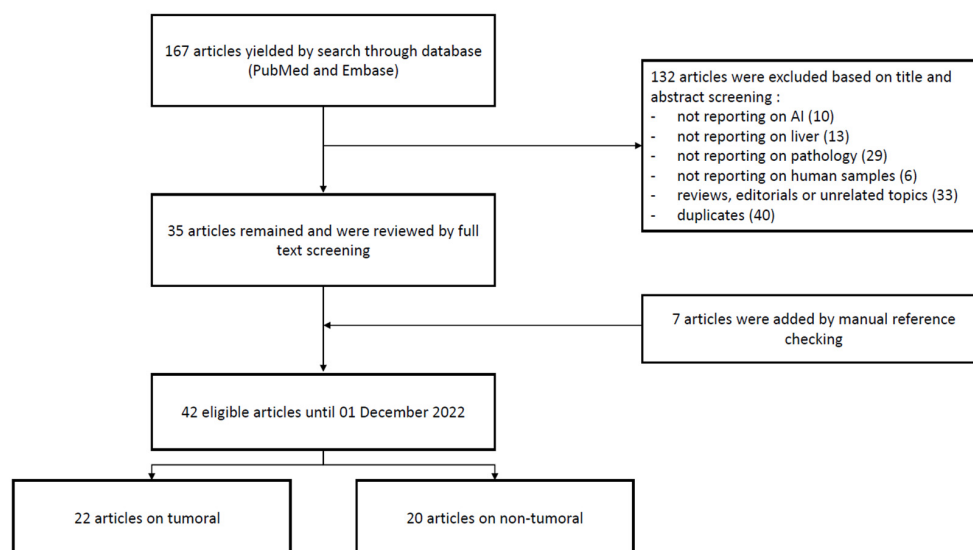 167 articles yielded by search through database
(PubMed and Embase)
132 articles were excluded based on title and
abstract screening :
- not reporting on AI (10)
- not reporting on liver (13)
- not reporting on pathology (29)
- not reporting on human samples (6)
- reviews, editorials or unrelated topics (33)
- duplicates (40)
35 articles remained and were reviewed by full
text screening
7 articles were added by manual reference
checking
42 eligible articles until 01 December 2022
22 articles on tumoral
20 articles on non-tumoral